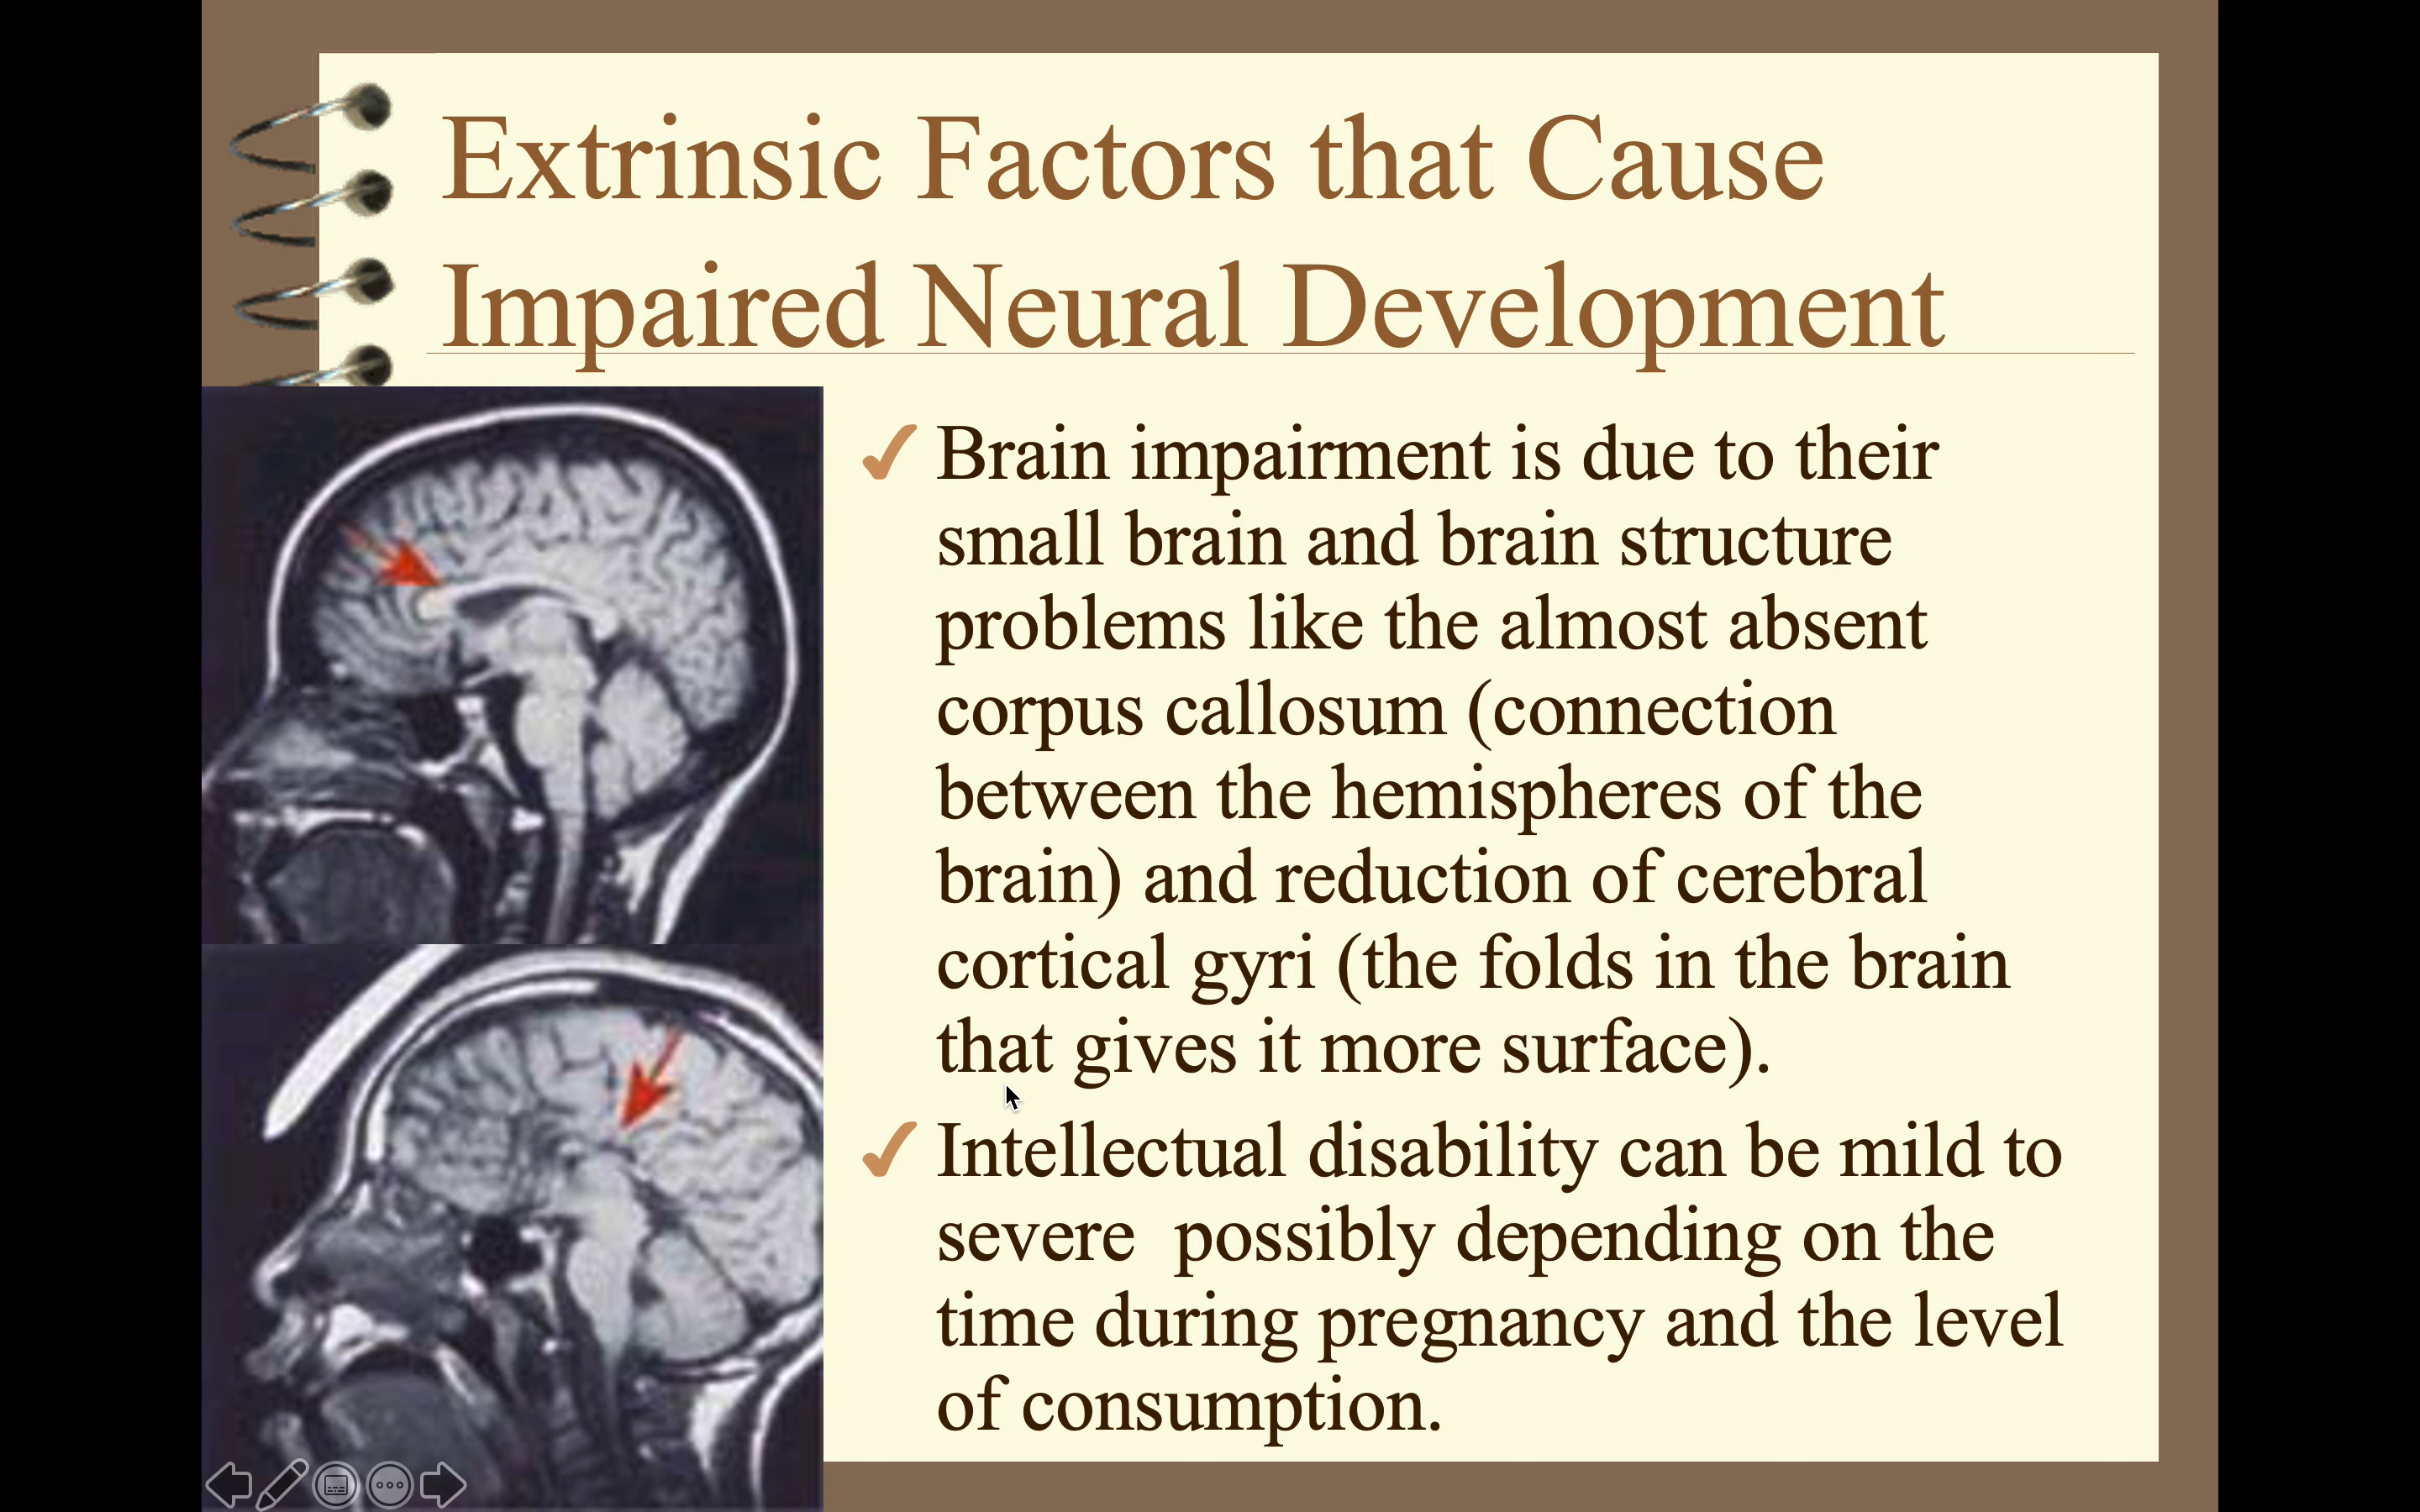 Extrinsic Factors that Cause
Impaired Neural Development
Brain impairment is due to their
small brain and brain structure
problems like the almost absent
corpus callosum (connection
between the hemispheres of the
brain) and reduction of cerebral
cortical gyri (the folds in the brain
that gives it more surface).
Intellectual disability can be mild to
severe  possibly depending on the
time during pregnancy and the level
of consumption.